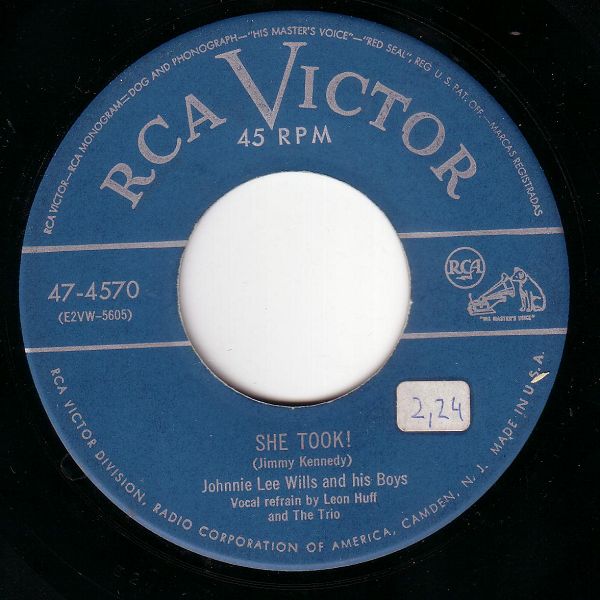 RCA VICTOR—RCA MONOGRAM—DOG AND PHONOGRAPH—"HIS MASTER'S VOICE"—"RED SEAL", REG. U.S. PAT. OFF.—MARCAS REGISTRADAS
RCA VICTOR
45 RPM
47-4570
(E2VW-5605)
RCA
"HIS MASTER'S VOICE"
2,24
SHE TOOK!
(Jimmy Kennedy)
Johnnie Lee Wills and his Boys
Vocal refrain by Leon Huff
and The Trio
RCA VICTOR DIVISION, RADIO CORPORATION OF AMERICA, CAMDEN, N. J. MADE IN U.S.A.